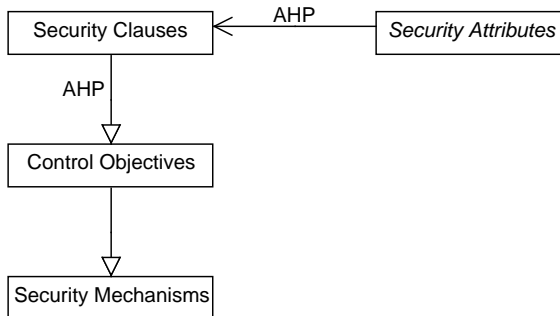 Security Clauses
AHP
Security Attributes
AHP
Control Objectives
Security Mechanisms